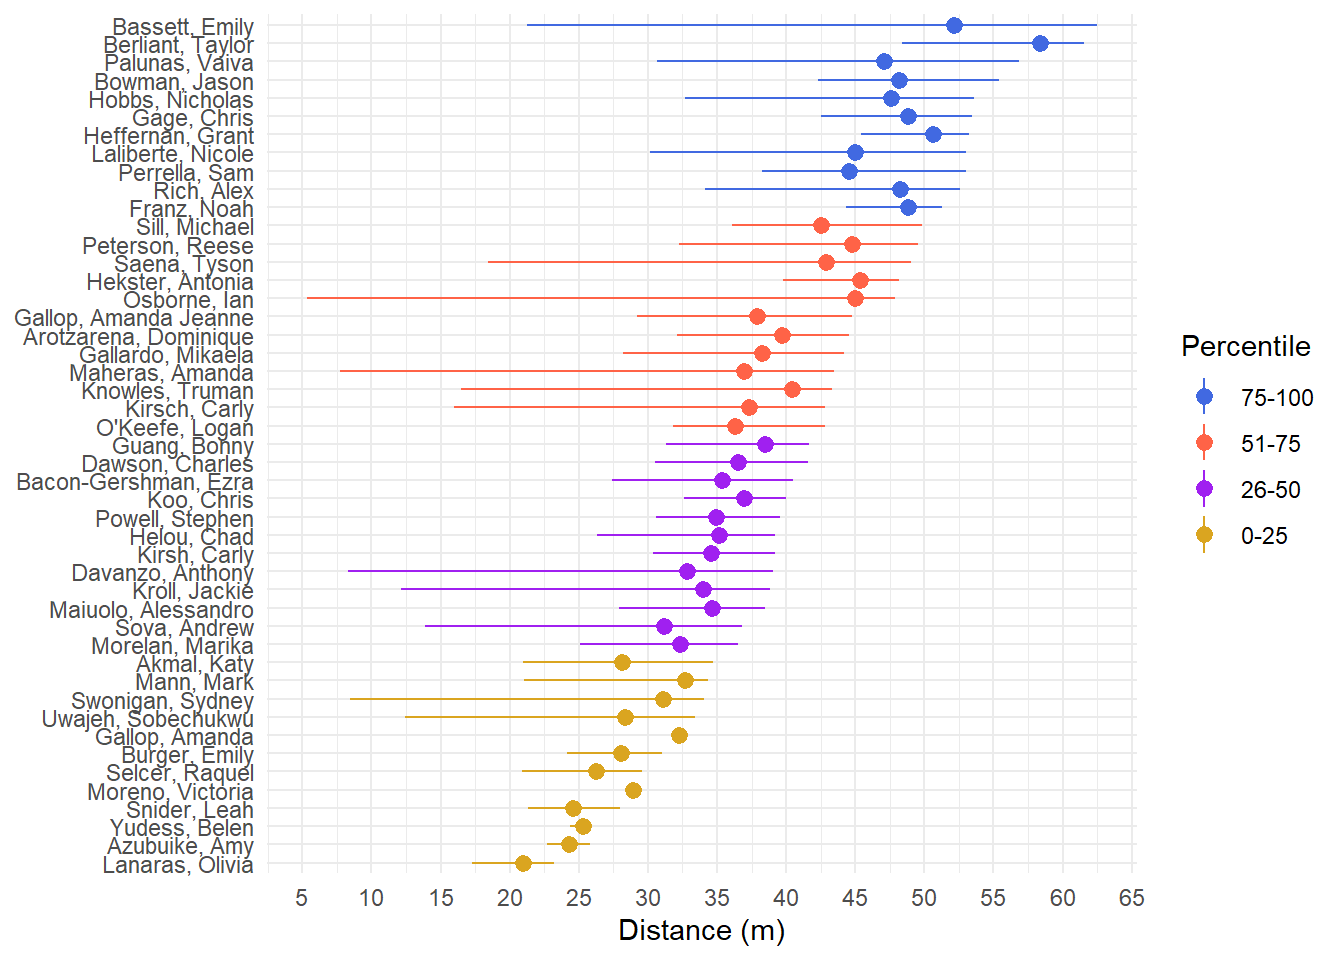 Bassett, Emily
Berliant, Taylor
Palunas, Vaiva
Bowman, Jason
Hobbs, Nicholas
Gage, Chris
Heffernan, Grant
Laliberte, Nicole
Perrella, Sam
Rich, Alex
Franz, Noah
Sill, Michael
Peterson, Reese
Saena, Tyson
Hekster, Antonia
Osborne, Ian
Gallop, Amanda Jeanne
Arotzarena, Dominique
Gallardo, Mikaela
Maheras, Amanda
Knowles, Truman
Kirsch, Carly
O'Keefe, Logan
Guang, Bonny
Dawson, Charles
Bacon-Gershman, Ezra
Koo, Chris
Powell, Stephen
Helou, Chad
Kirsh, Carly
Davanzo, Anthony
Kroll, Jackie
Maiuolo, Alessandro
Sova, Andrew
Morelan, Marika
Akmal, Katy
Mann, Mark
Swonigan, Sydney
Uwajeh, Sobechukwu
Gallop, Amanda
Burger, Emily
Selcer, Raquel
Moreno, Victoria
Snider, Leah
Yudess, Belen
Azubuike, Amy
Lanaras, Olivia
5 10 15 20 25 30 35 40 45 50 55 60 65
Distance (m)
Percentile
75-100
51-75
26-50
0-25